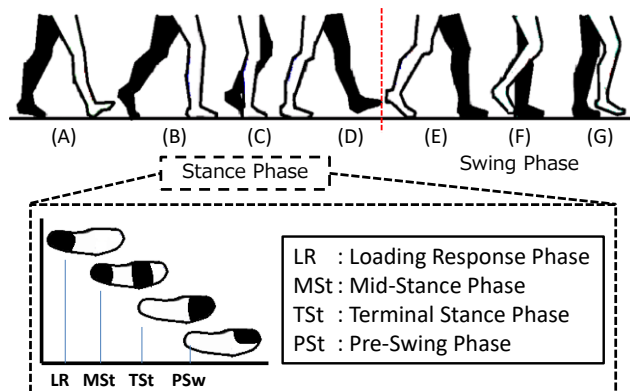 (A) (B) (C) (D) (E) (F) (G)
Stance Phase
Swing Phase
LR : Loading Response Phase
MSt : Mid-Stance Phase
TSt : Terminal Stance Phase
PSt : Pre-Swing Phase
LR MSt TSt PSw